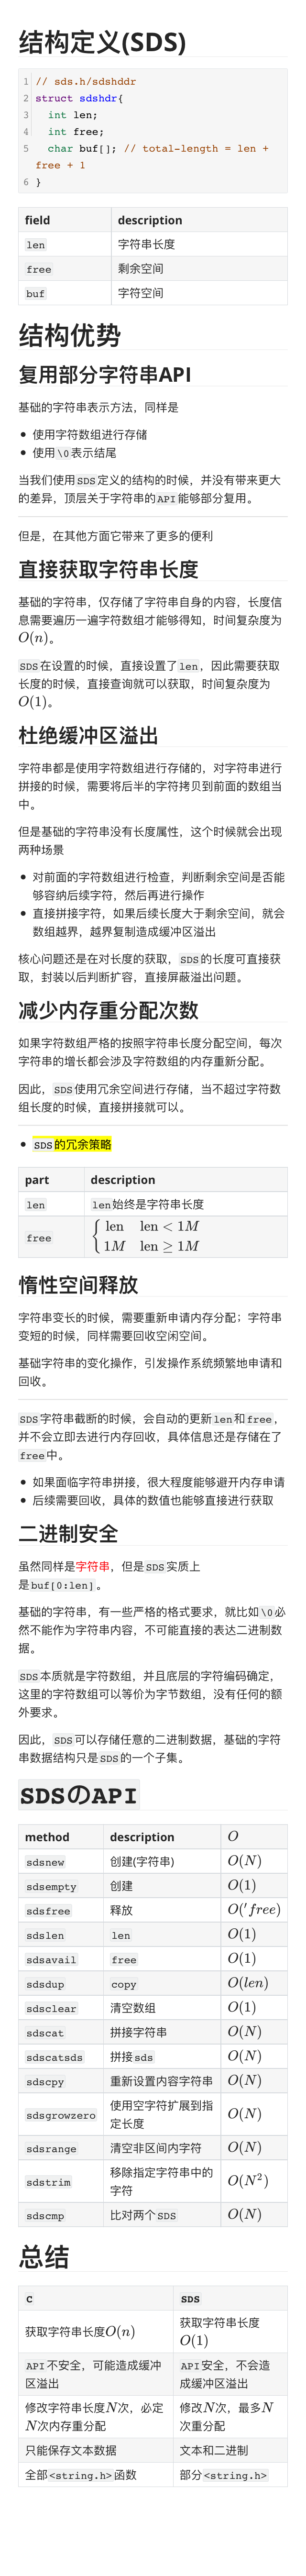 结构定义(SDS)
1 // sds.h/sdshddr
2 struct sdshdr{
3 int len;
4 int free;
5 char buf[]; // total-length = len +
free + 1
6 }
field description
len 字符串长度
free 剩余空间
buf 字符空间
结构优势
复用部分字符串API
基础的字符串表示方法，同样是
• 使用字符数组进行存储
• 使用\0表示结尾
当我们使用SDS定义的结构的时候，并没有带来更大
的差异，顶层关于字符串的API能够部分复用。
但是，在其他方面它带来了更多的便利
直接获取字符串长度
基础的字符串，仅存储了字符串自身的内容，长度信
息需要遍历一遍字符数组才能够得知，时间复杂度为
O(n)。
SDS在设置的时候，直接设置了len，因此需要获取
长度的时候，直接查询就可以获取，时间复杂度为
O(1)。
杜绝缓冲区溢出
字符串都是使用字符数组进行存储的，对字符串进行
拼接的时候，需要将后半的字符拷贝到前面的数组当
中。
但是基础的字符串没有长度属性，这个时候就会出现
两种场景
• 对前面的字符数组进行检查，判断剩余空间是否能
够容纳后续字符，然后再进行操作
• 直接拼接字符，如果后续长度大于剩余空间，就会
数组越界，越界复制造成缓冲区溢出
核心问题还是在对长度的获取，SDS的长度可直接获
取，封装以后判断扩容，直接屏蔽溢出问题。
减少内存重分配次数
如果字符数组严格的按照字符串长度分配空间，每次
字符串的增长都会涉及字符数组的内存重新分配。
因此，SDS使用冗余空间进行存储，当不超过字符数
组长度的时候，直接拼接就可以。
• SDS的冗余策略
part description
len len始终是字符串长度
free { len len < 1M
1M len ≥ 1M
惰性空间释放
字符串变长的时候，需要重新申请内存分配；字符串
变短的时候，同样需要回收空闲空间。
基础字符串的变化操作，引发操作系统频繁地申请和
回收。
SDS字符串截断的时候，会自动的更新len和free，
并不会立即去进行内存回收，具体信息还是存储在了
free中。
• 如果面临字符串拼接，很大程度能够避开内存申请
• 后续需要回收，具体的数值也能够直接进行获取
二进制安全
虽然同样是字符串，但是SDS实质上
是buf[0:len]。
基础的字符串，有一些严格的格式要求，就比如\0必
然不能作为字符串内容，不可能直接的表达二进制数
据。
SDS本质就是字符数组，并且底层的字符编码确定，
这里的字符数组可以等价为字节数组，没有任何的额
外要求。
因此，SDS可以存储任意的二进制数据，基础的字符
串数据结构只是SDS的一个子集。
SDSのAPI
method description O
sdsnew 创建(字符串) O(N)
sdsempty 创建 O(1)
sdsfree 释放 O('free)
sdslen len O(1)
sdsavail free O(1)
sdsdup copy O(len)
sdsclear 清空数组 O(1)
sdscat 拼接字符串 O(N)
sdscatsds 拼接sds O(N)
sdscpy 重新设置内容字符串 O(N)
sdsgrowzero 使用空字符扩展到指
定长度 O(N)
sdsrange 清空非区间内字符 O(N)
sdstrim 移除指定字符串中的
字符 O(N²)
sdscmp 比对两个SDS O(N)
总结
C SDS
获取字符串长度O(n) 获取字符串长度
O(1)
API不安全，可能造成缓冲
区溢出 API安全，不会造
成缓冲区溢出
修改字符串长度N次，必定
N次内存重分配 修改N次，最多N
次重分配
只能保存文本数据 文本和二进制
全部<string.h>函数 部分<string.h>